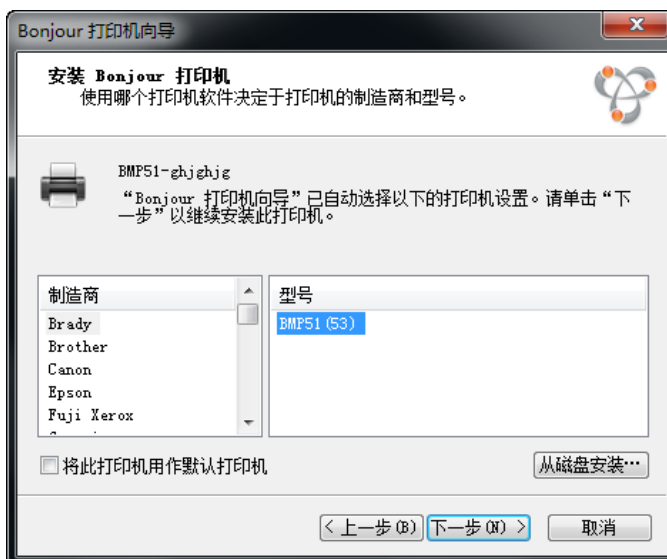 Bonjour 打印机向导
安装 Bonjour 打印机
使用哪个打印机软件决定于打印机的制造商和型号。
BMP51-ghjghjg
“Bonjour 打印机向导”已自动选择以下的打印机设置。请单击“下
一步”以继续安装此打印机。
制造商
型号
Brady
BMP51(53)
Brother
Canon
Epson
Fuji Xerox
将此打印机用作默认打印机
从磁盘安装…
< 上一步(B)
下一步(N) >
取消